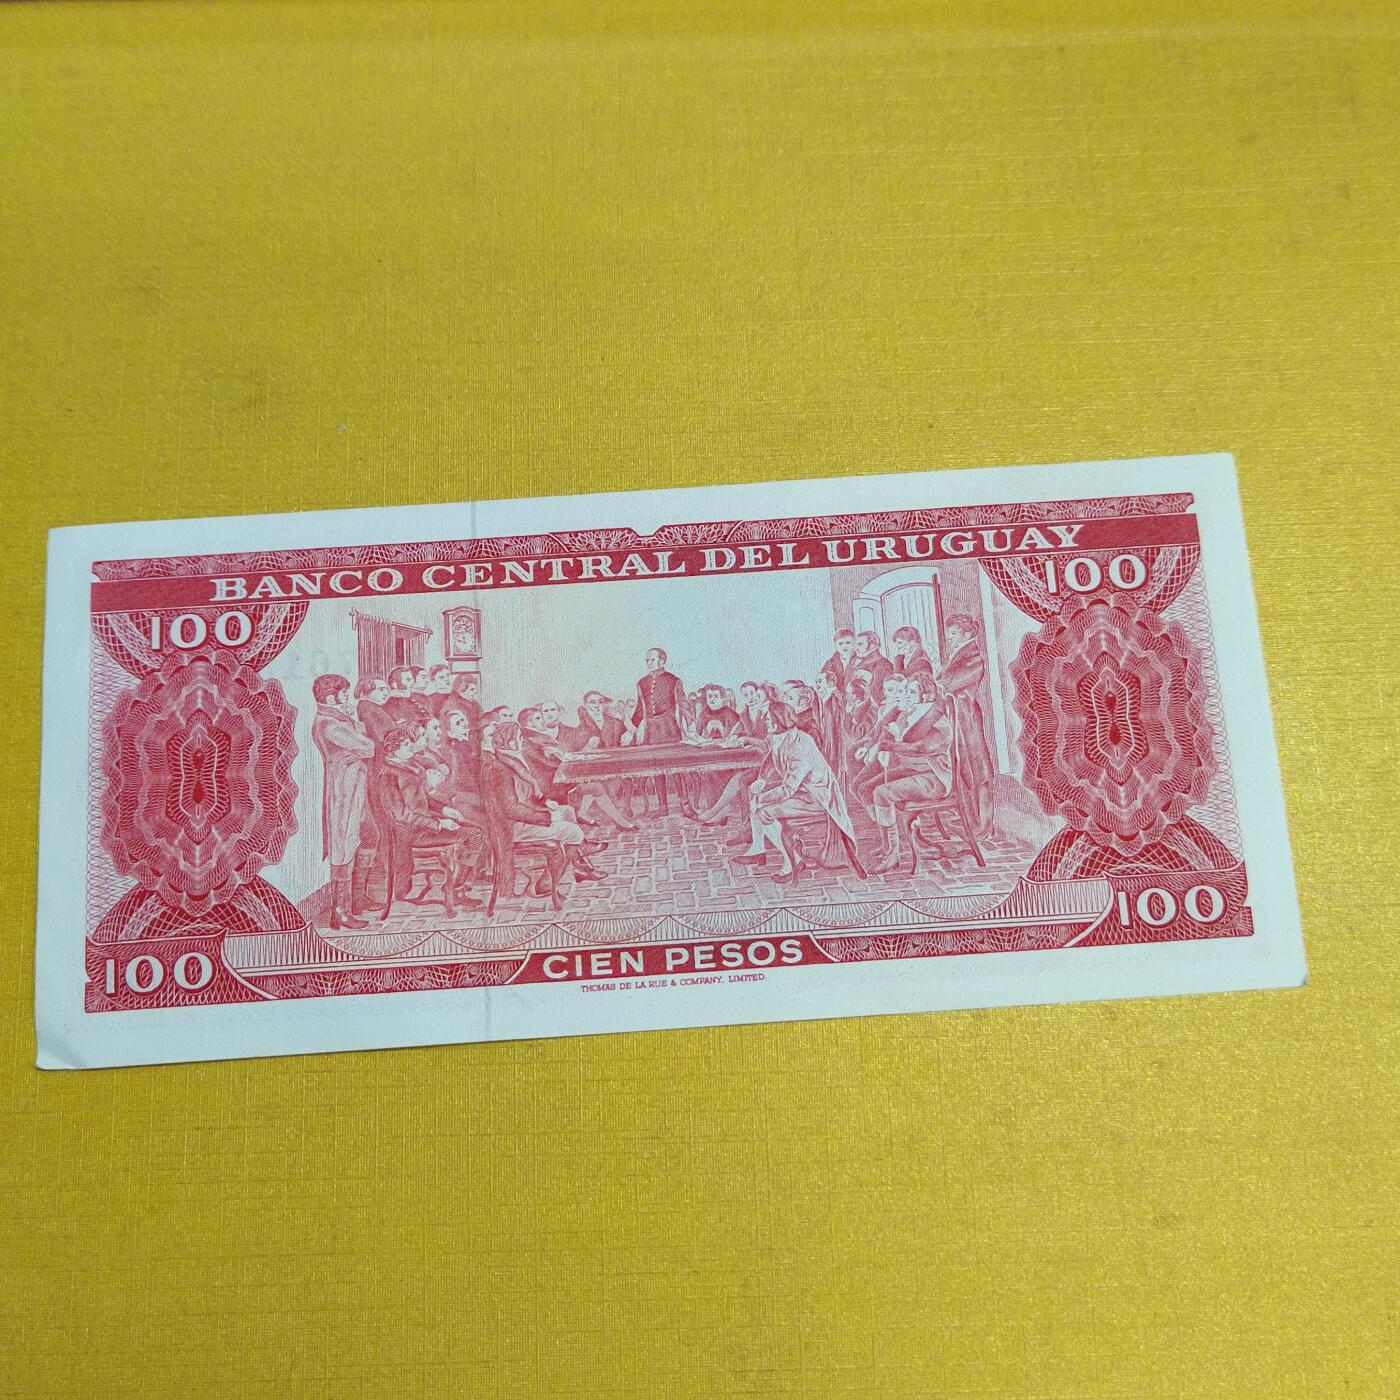 BANCO CENTRAL DEL URUGUAY
100
100
100
100
CIEN PESOS
THOMAS DE LA RUE & COMPANY, LIMITED.